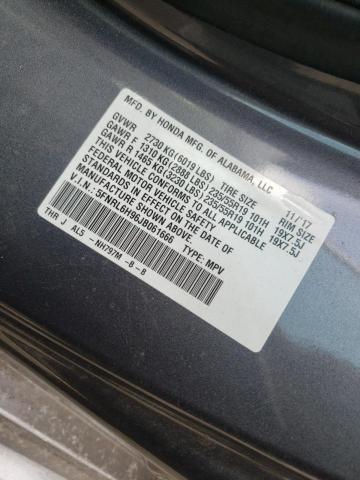 MFD. BY HONDA MFG. OF ALABAMA, LLC 11/'17
GVWR 2730 KG(6019 LBS) TIRE SIZE RIM SIZE
GAWR F 1310 KG(2888 LBS) 235/55R19 101H 19X7.5J
GAWR R 1465 KG(3230 LBS) 235/55R19 101H 19X7.5J
THIS VEHICLE CONFORMS TO ALL APPLICABLE
FEDERAL MOTOR VEHICLE SAFETY AND
STANDARDS IN EFFECT ON THE DATE OF
MANUFACTURE SHOWN ABOVE.
V.I.N.: 5FNRL6H96JB061666 TYPE: MPV
THR J AL5 -NH797M -B-B